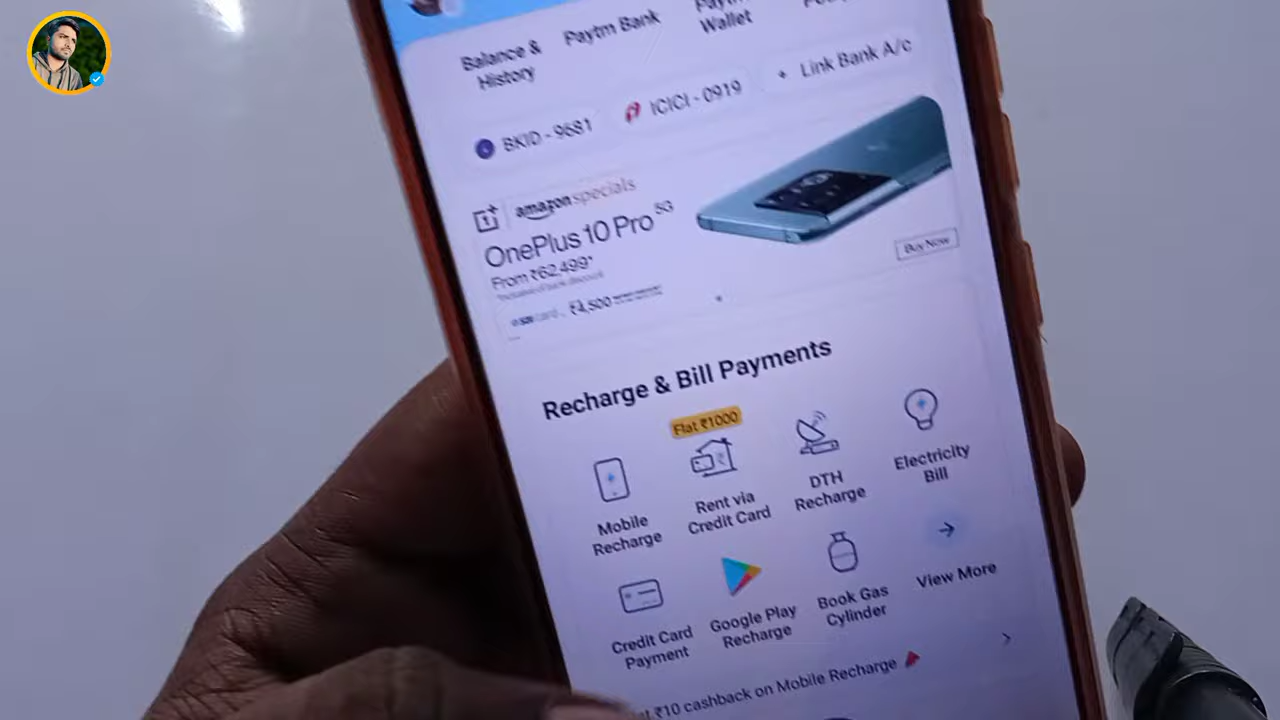 Balance &
History
Paytm Bank
Wallet
BKID - 9681
ICICI - 0919
+ Link Bank A/c
amazonspecials
OnePlus 10 Pro 5G
From ₹62,499*
₹4,500
Buy Now
Recharge & Bill Payments
Mobile
Recharge
Flat ₹1000
Rent via
Credit Card
DTH
Recharge
Electricity
Bill
Credit Card
Payment
Google Play
Recharge
Book Gas
Cylinder
View More
₹10 cashback on Mobile Recharge